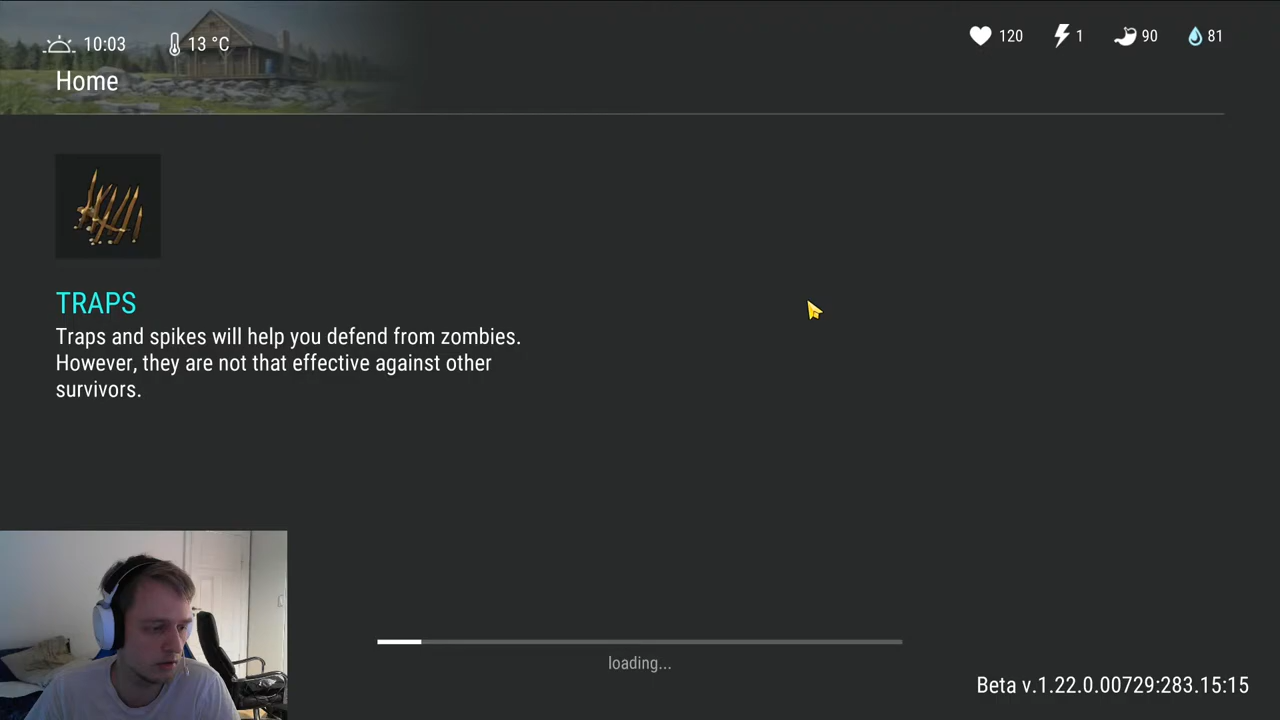 10:03 13 °C 120 1 90 81
Home
TRAPS
Traps and spikes will help you defend from zombies.
However, they are not that effective against other
survivors.
loading...
Beta v.1.22.0.00729:283.15:15